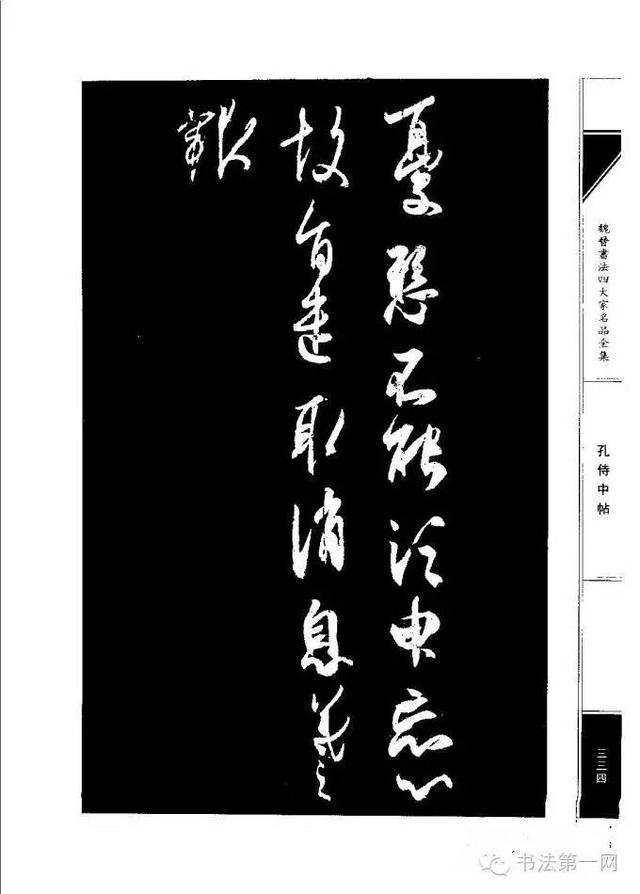 憂懸不能須臾忘心
故旨遣取消息羲之
報
魏晉書法四大家名品全集
孔侍中帖
三三四
书法第一网